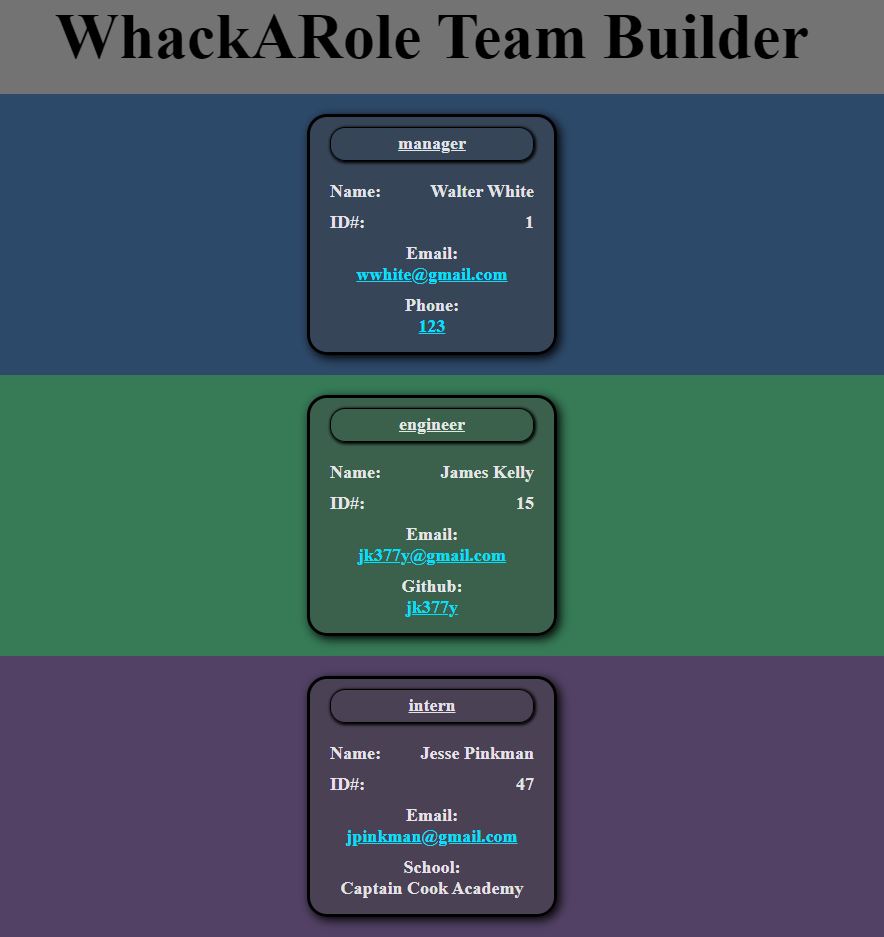 WhackARole Team Builder
manager
Name: Walter White
ID#: 1
Email:
wwhite@gmail.com
Phone:
123
engineer
Name: James Kelly
ID#: 15
Email:
jk377y@gmail.com
Github:
jk377y
intern
Name: Jesse Pinkman
ID#: 47
Email:
jpinkman@gmail.com
School:
Captain Cook Academy